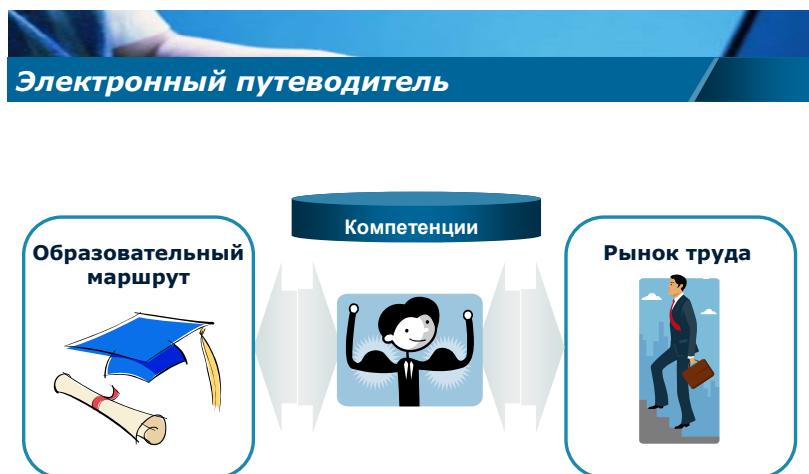 Электронный путеводитель
Компетенции
Образовательный
маршрут
Рынок труда